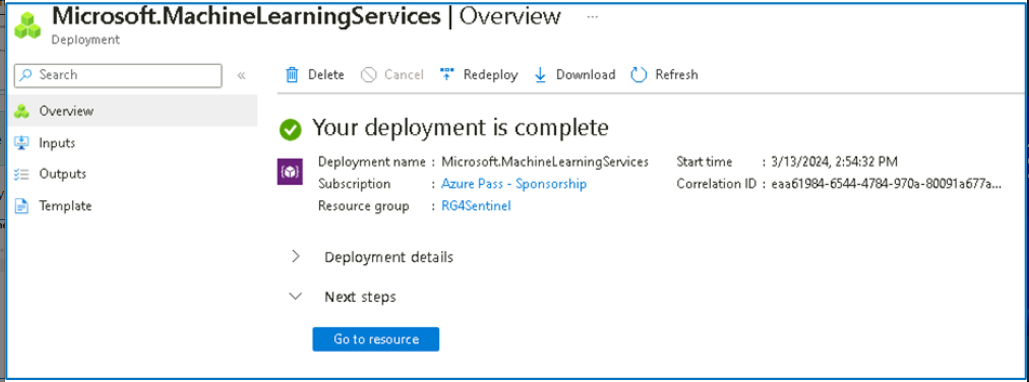 Microsoft.MachineLearningServices | Overview ...
Deployment
Search «
Delete Cancel Redeploy Download Refresh
Overview
Inputs
Outputs
Template
Your deployment is complete
Deployment name : Microsoft.MachineLearningServices Start time : 3/13/2024, 2:54:32 PM
Subscription : Azure Pass - Sponsorship Correlation ID : eaa61984-6544-4784-970a-80091a677a...
Resource group : RG4Sentinel
Deployment details
Next steps
Go to resource